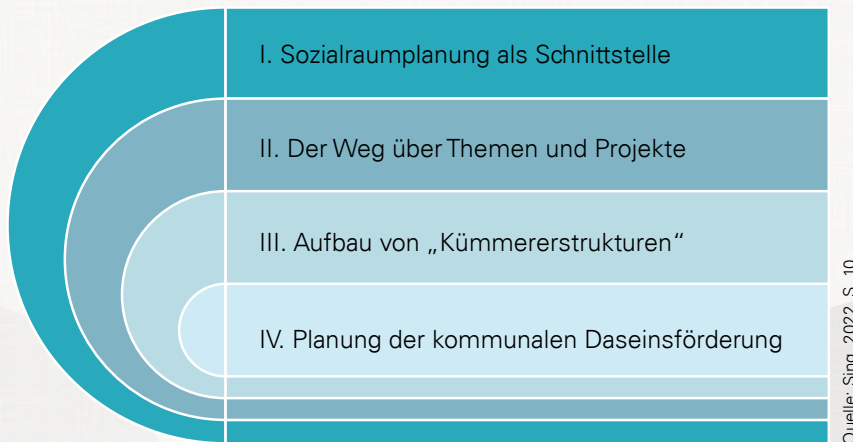 I. Sozialraumplanung als Schnittstelle
II. Der Weg über Themen und Projekte
III. Aufbau von „Kümmererstrukturen“
IV. Planung der kommunalen Daseinsförderung
Quelle: Sing, 2022, S. 10